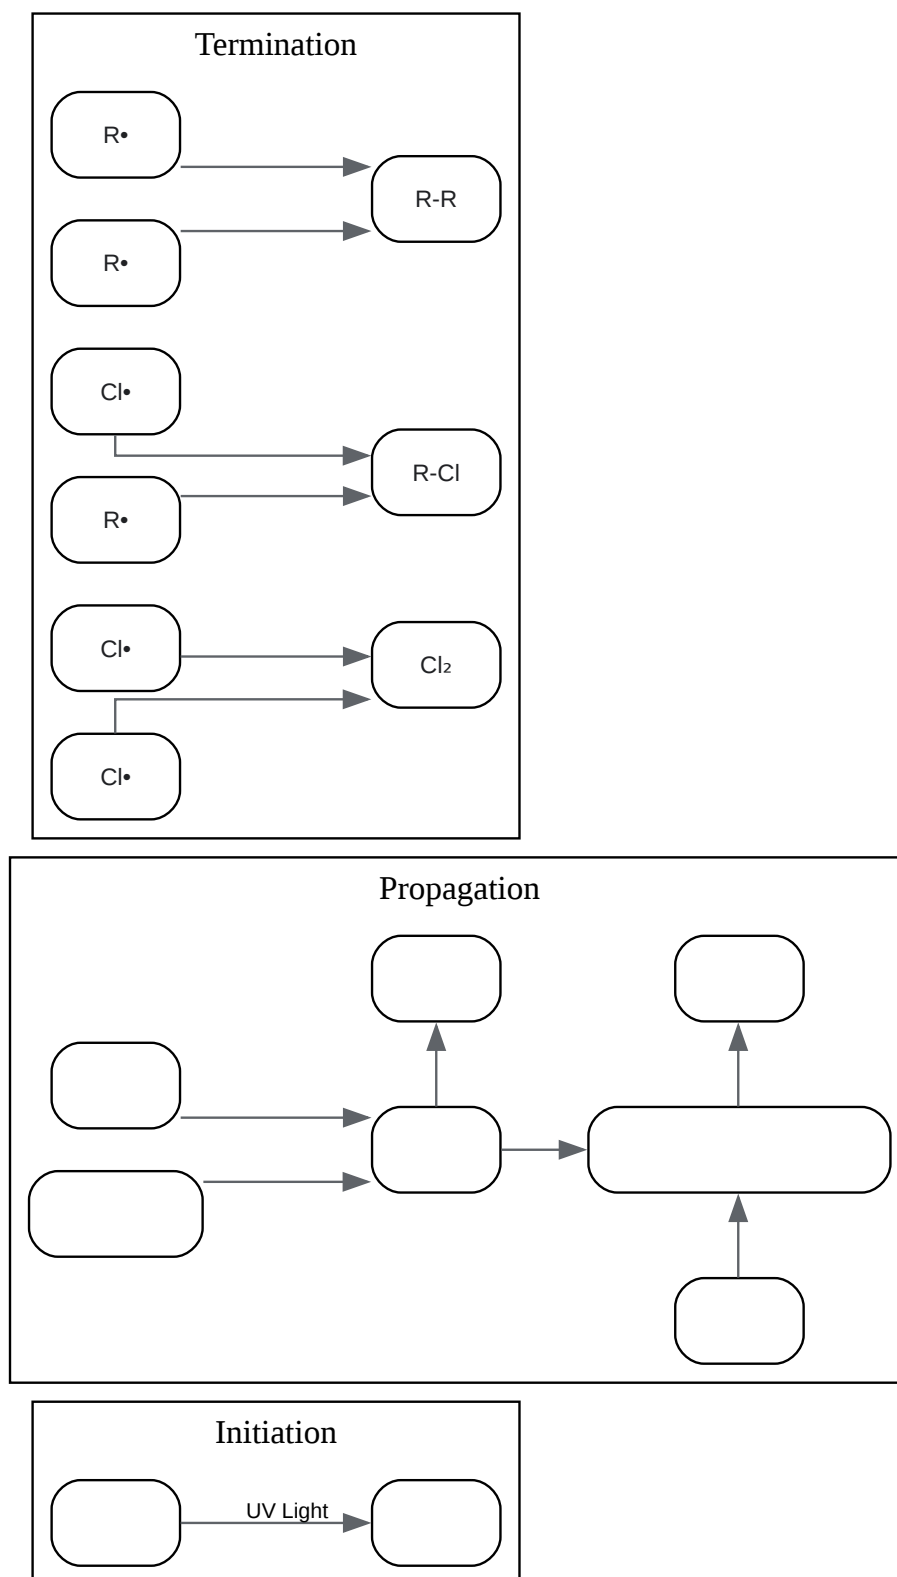 Termination
R•
R-R
R•
Cl•
R-Cl
R•
Cl•
Cl₂
Cl•
Propagation
Initiation
UV Light